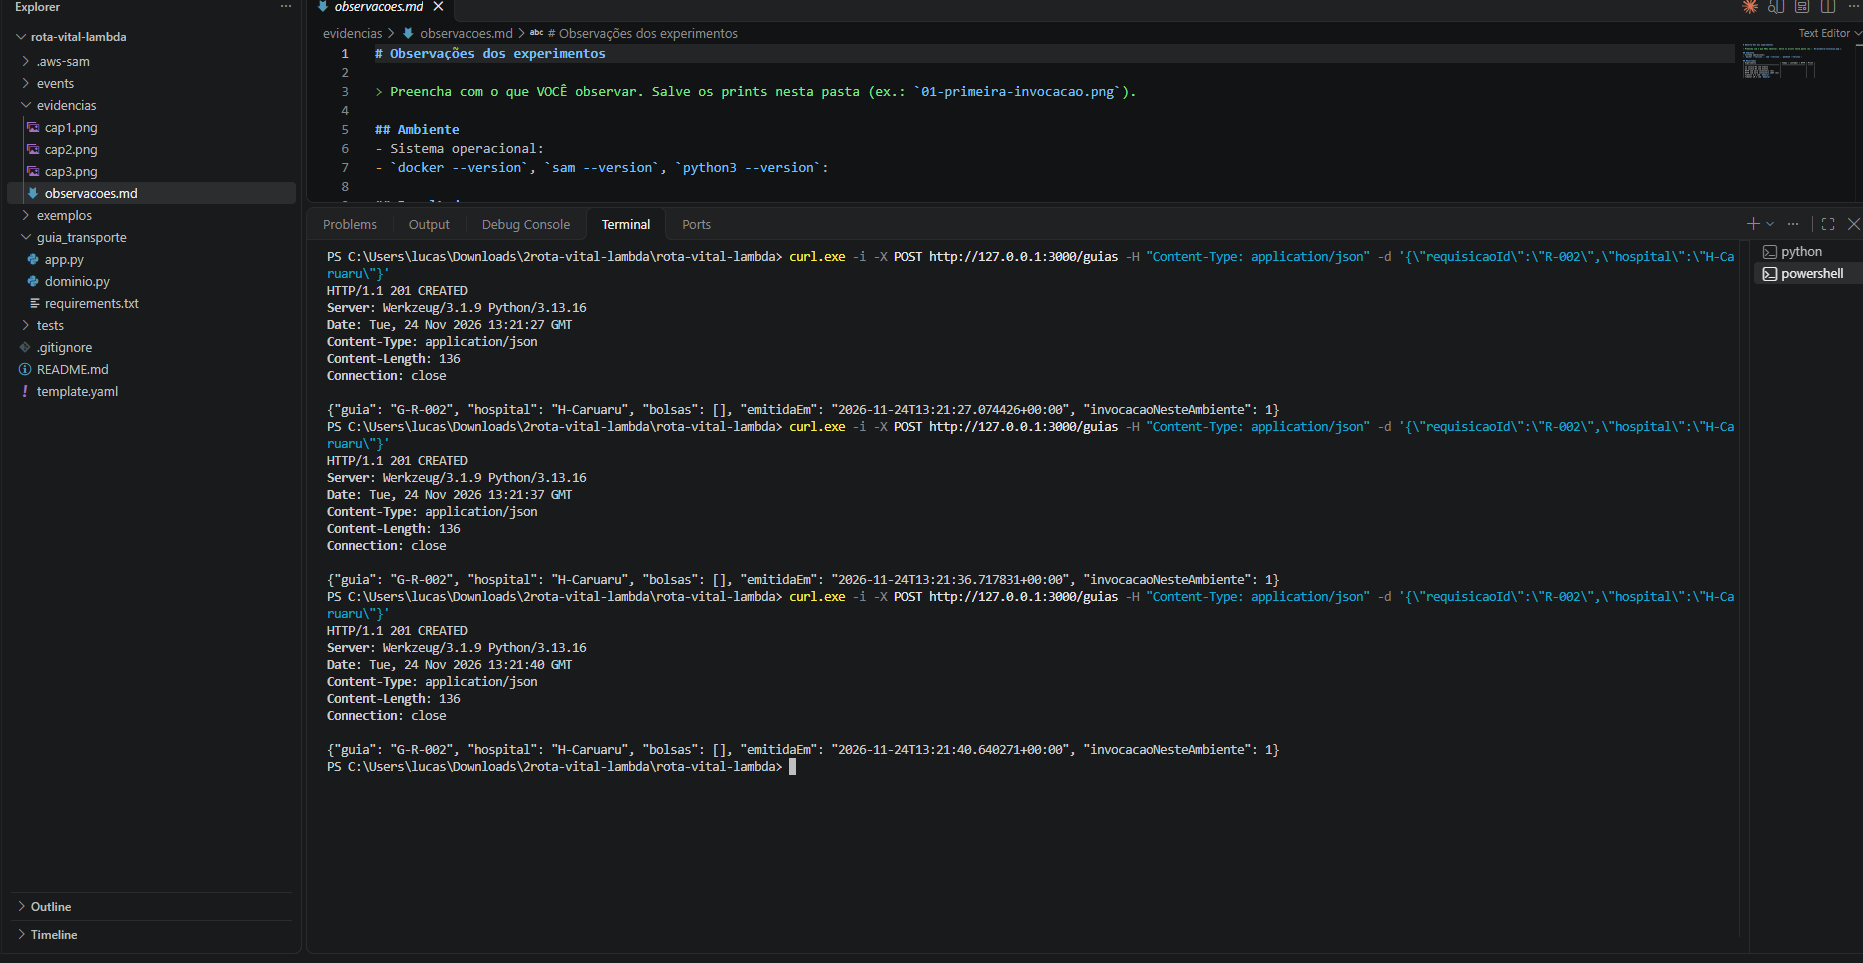 Explorer
rota-vital-lambda
.aws-sam
events
evidencias
cap1.png
cap2.png
cap3.png
observacoes.md
exemplos
guia_transporte
app.py
dominio.py
requirements.txt
tests
.gitignore
README.md
template.yaml
Outline
Timeline
observacoes.md
evidencias > observacoes.md > abc # Observações dos experimentos
Text Editor
1 # Observações dos experimentos
2
3 > Preencha com o que VOCÊ observar. Salve os prints nesta pasta (ex.: `01-primeira-invocacao.png`).
4
5 ## Ambiente
6 - Sistema operacional:
7 - `docker --version`, `sam --version`, `python3 --version`:
8
Problems Output Debug Console Terminal Ports
PS C:\Users\lucas\Downloads\2rota-vital-lambda\rota-vital-lambda> curl.exe -i -X POST http://127.0.0.1:3000/guias -H "Content-Type: application/json" -d '{\"requisicaoId\":\"R-002\",\"hospital\":\"H-Ca
ruaru\"}'
HTTP/1.1 201 CREATED
Server: Werkzeug/3.1.9 Python/3.13.16
Date: Tue, 24 Nov 2026 13:21:27 GMT
Content-Type: application/json
Content-Length: 136
Connection: close
{"guia": "G-R-002", "hospital": "H-Caruaru", "bolsas": [], "emitidaEm": "2026-11-24T13:21:27.074426+00:00", "invocacaoNesteAmbiente": 1}
PS C:\Users\lucas\Downloads\2rota-vital-lambda\rota-vital-lambda> curl.exe -i -X POST http://127.0.0.1:3000/guias -H "Content-Type: application/json" -d '{\"requisicaoId\":\"R-002\",\"hospital\":\"H-Ca
ruaru\"}'
HTTP/1.1 201 CREATED
Server: Werkzeug/3.1.9 Python/3.13.16
Date: Tue, 24 Nov 2026 13:21:37 GMT
Content-Type: application/json
Content-Length: 136
Connection: close
{"guia": "G-R-002", "hospital": "H-Caruaru", "bolsas": [], "emitidaEm": "2026-11-24T13:21:36.717831+00:00", "invocacaoNesteAmbiente": 1}
PS C:\Users\lucas\Downloads\2rota-vital-lambda\rota-vital-lambda> curl.exe -i -X POST http://127.0.0.1:3000/guias -H "Content-Type: application/json" -d '{\"requisicaoId\":\"R-002\",\"hospital\":\"H-Ca
ruaru\"}'
HTTP/1.1 201 CREATED
Server: Werkzeug/3.1.9 Python/3.13.16
Date: Tue, 24 Nov 2026 13:21:40 GMT
Content-Type: application/json
Content-Length: 136
Connection: close
{"guia": "G-R-002", "hospital": "H-Caruaru", "bolsas": [], "emitidaEm": "2026-11-24T13:21:40.640271+00:00", "invocacaoNesteAmbiente": 1}
PS C:\Users\lucas\Downloads\2rota-vital-lambda\rota-vital-lambda>
python
powershell